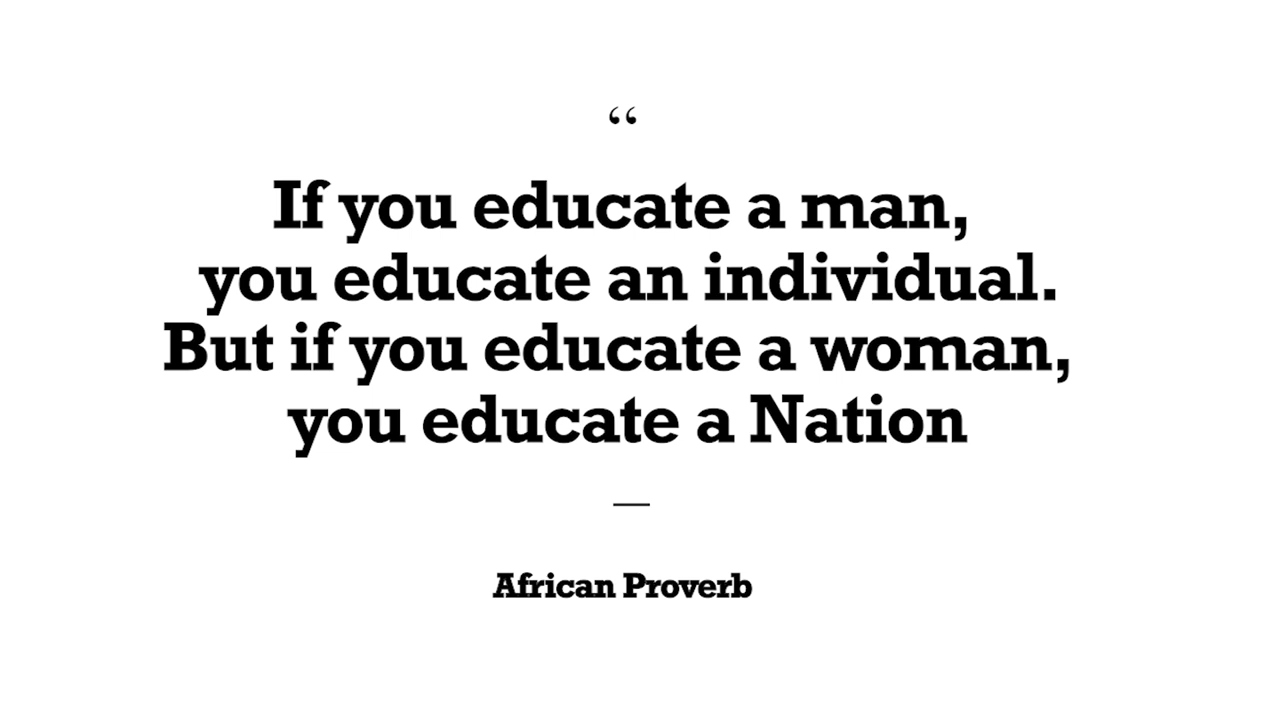 “
If you educate a man,
you educate an individual.
But if you educate a woman,
you educate a Nation
—
African Proverb